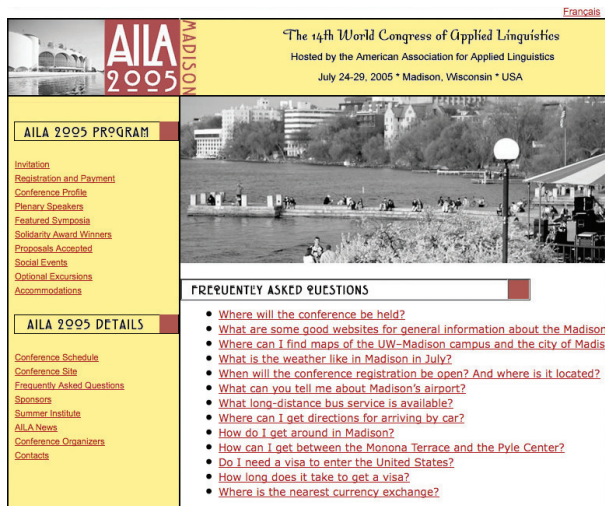 Français
AILA
2005
MADISON
The 14th World Congress of Applied Linguistics
Hosted by the American Association for Applied Linguistics
July 24-29, 2005 * Madison, Wisconsin * USA
AILA 2005 PROGRAM
Invitation
Registration and Payment
Conference Profile
Plenary Speakers
Featured Symposia
Solidarity Award Winners
Proposals Accepted
Social Events
Optional Excursions
Accommodations
AILA 2005 DETAILS
Conference Schedule
Conference Site
Frequently Asked Questions
Sponsors
Summer Institute
AILA News
Conference Organizers
Contacts
FREQUENTLY ASKED QUESTIONS
Where will the conference be held?
What are some good websites for general information about the Madison
Where can I find maps of the UW–Madison campus and the city of Madis
What is the weather like in Madison in July?
When will the conference registration be open? And where is it located?
What can you tell me about Madison's airport?
What long-distance bus service is available?
Where can I get directions for arriving by car?
How do I get around in Madison?
How can I get between the Monona Terrace and the Pyle Center?
Do I need a visa to enter the United States?
How long does it take to get a visa?
Where is the nearest currency exchange?